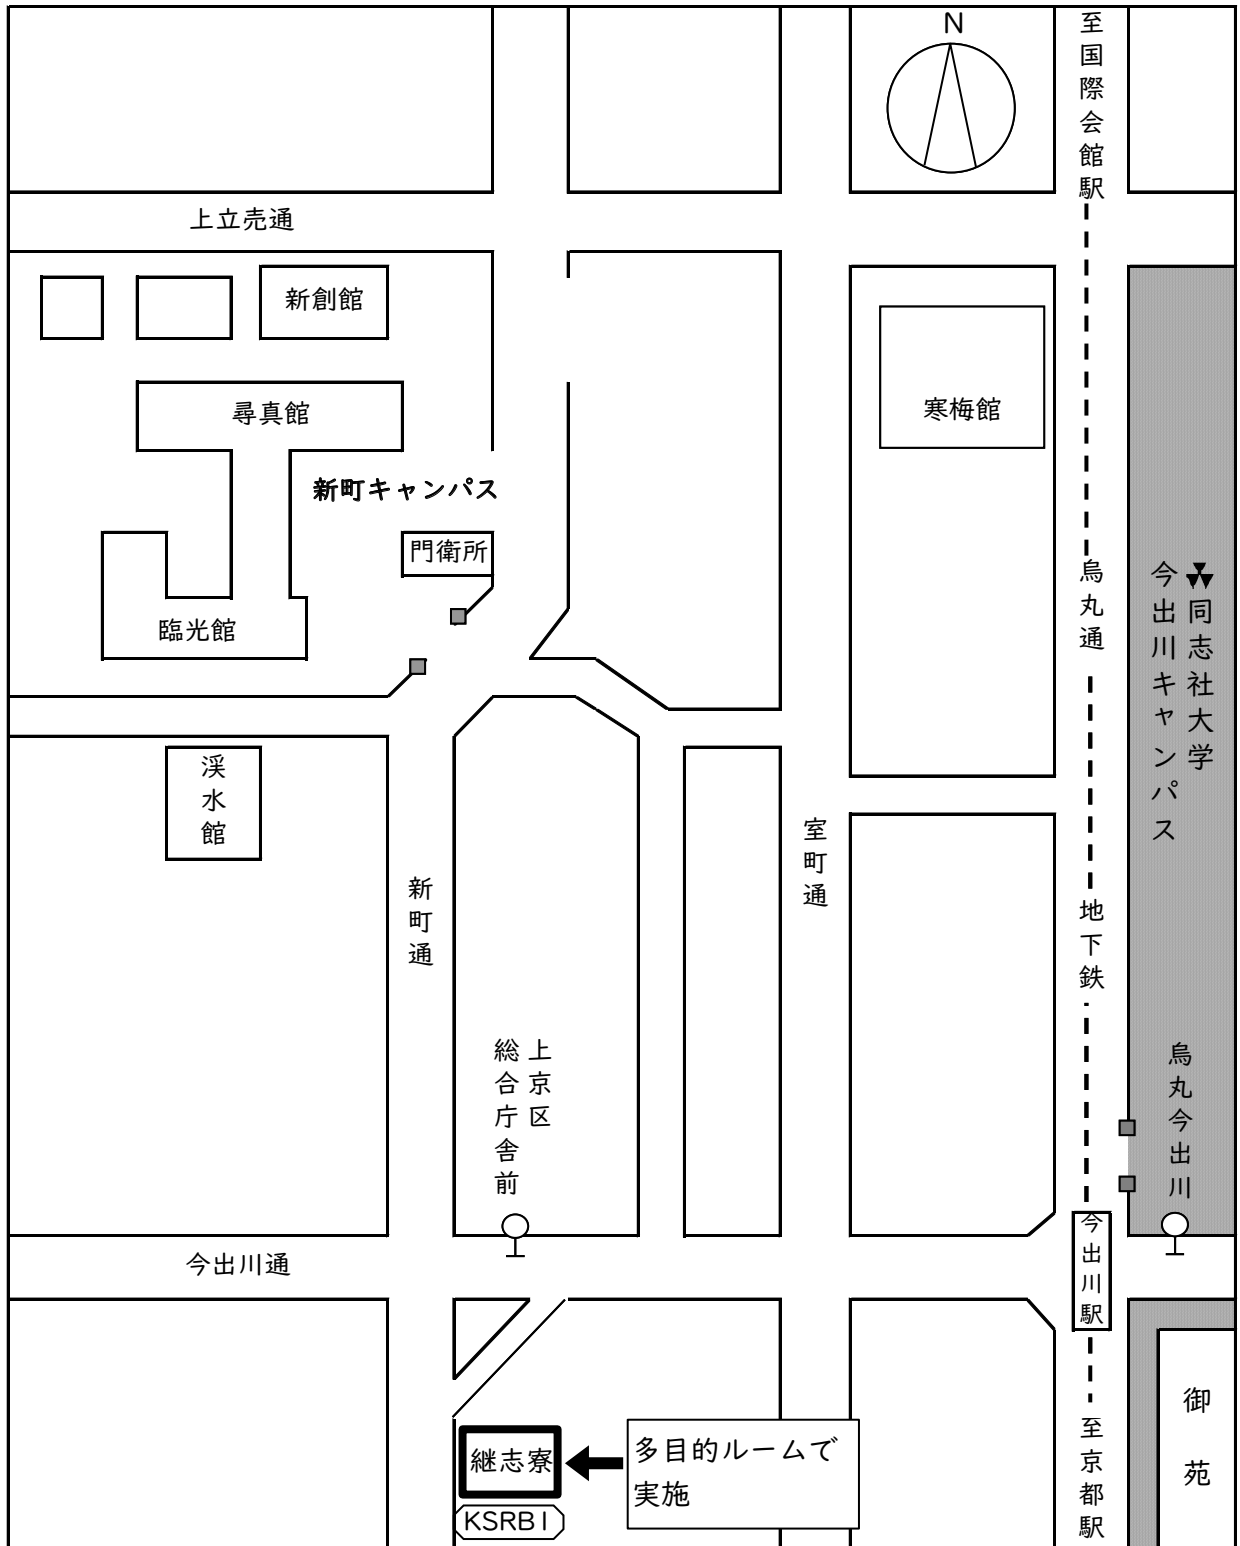 N
至国際会館駅
上立売通
新創館
尋真館
寒梅館
新町キャンパス
門衛所
臨光館
烏丸通
同志社大学
今出川キャンパス
渓水館
室町通
新町通
地下鉄
上京区
総合庁舎前
烏丸今出川
今出川通
今出川駅
御苑
継志寮
多目的ルームで
実施
KSRB1
至京都駅